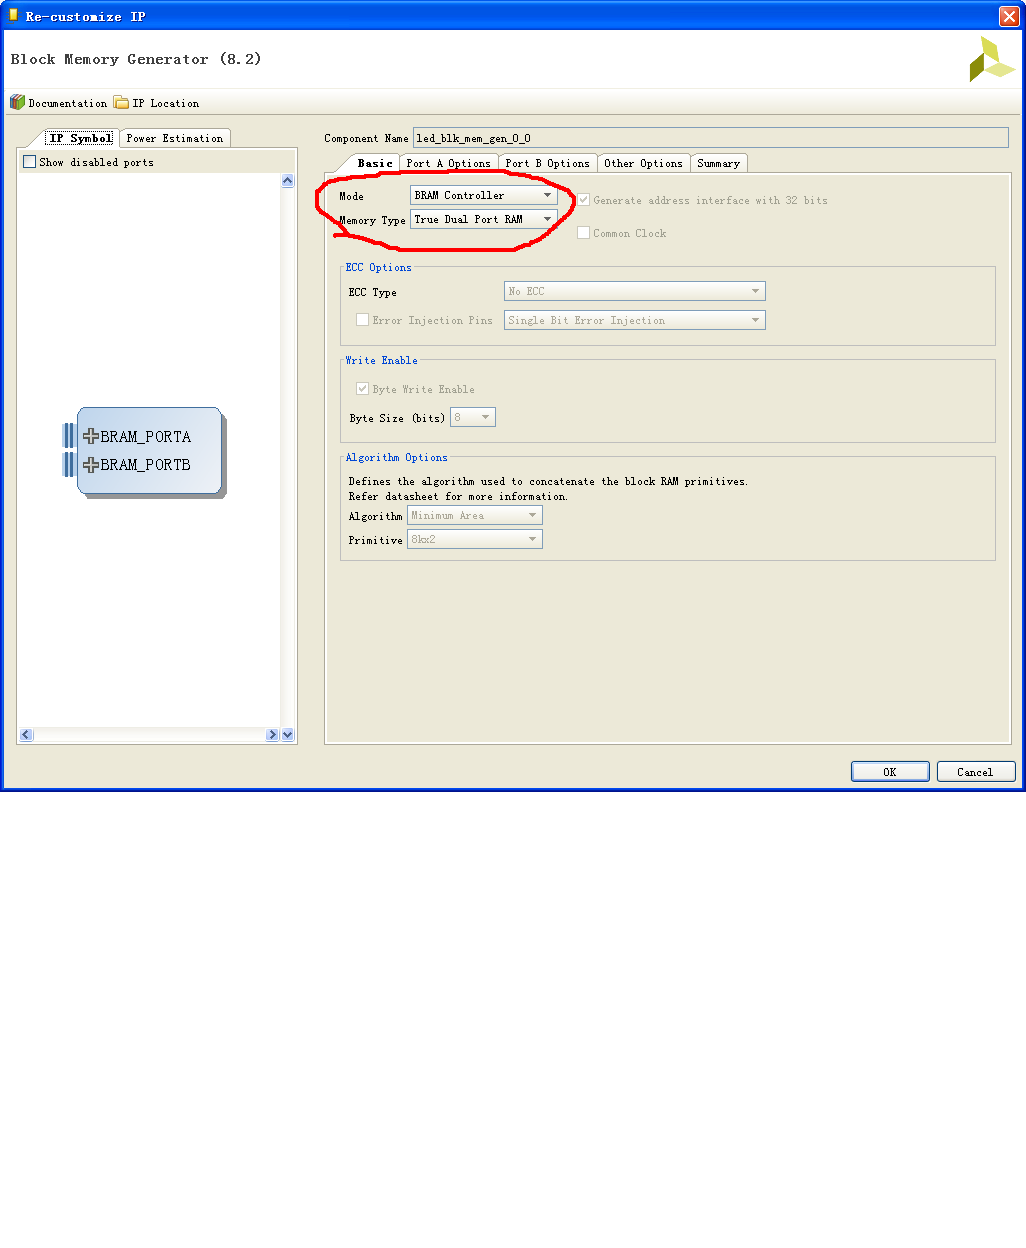 Re-customize IP
Block Memory Generator (8.2)
Documentation IP Location
IP Symbol Power Estimation
Show disabled ports
BRAM_PORTA
BRAM_PORTB
Component Name led_blk_mem_gen_0_0
Basic Port A Options Port B Options Other Options Summary
Mode BRAM Controller Generate address interface with 32 bits
Memory Type True Dual Port RAM Common Clock
ECC Options
ECC Type No ECC
Error Injection Pins Single Bit Error Injection
Write Enable
Byte Write Enable
Byte Size (bits) 8
Algorithm Options
Defines the algorithm used to concatenate the block RAM primitives.
Refer datasheet for more information.
Algorithm Minimum Area
Primitive 8kx2
OK Cancel